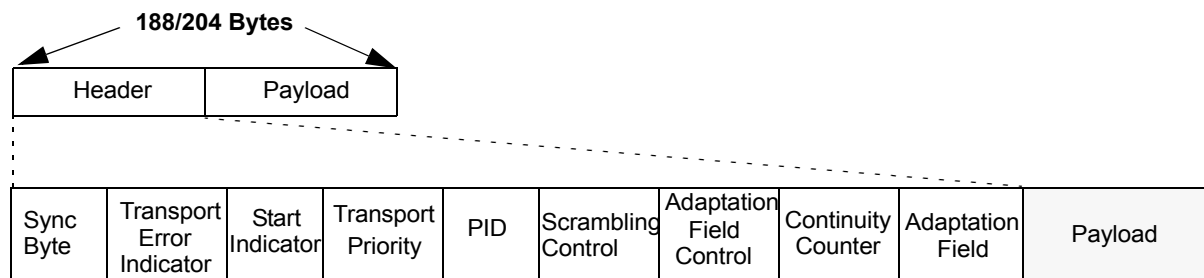 188/204 Bytes
Header
Payload
Sync
Byte
Transport
Error
Indicator
Start
Indicator
Transport
Priority
PID
Scrambling
Control
Adaptation
Field
Control
Continuity
Counter
Adaptation
Field
Payload